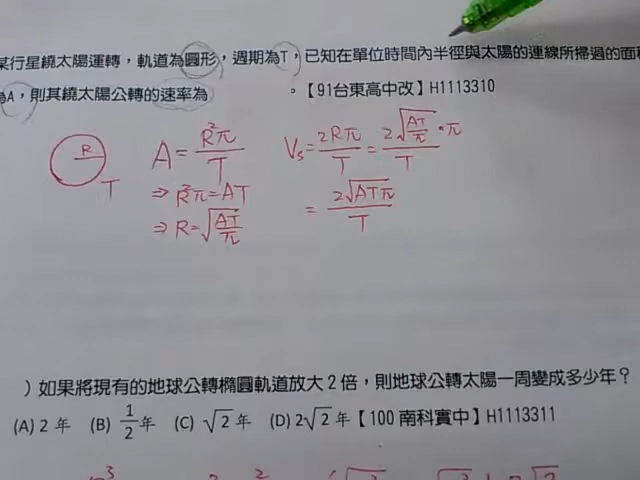 某行星繞太陽運轉，軌道為圓形，週期為T，已知在單位時間內半徑與太陽的連線所掃過的面積
為A，則其繞太陽公轉的速率為 。【91台東高中改】H1113310
R
T
A = R²π/T
⇒ R²π = AT
⇒ R = √(AT/π)
Vs = 2Rπ/T = 2√(AT/π)·π/T
= 2√(ATπ)/T
）如果將現有的地球公轉橢圓軌道放大 2 倍，則地球公轉太陽一周變成多少年？
(A) 2 年 (B) 1/2 年 (C) √2 年 (D) 2√2 年【100 南科實中】H1113311